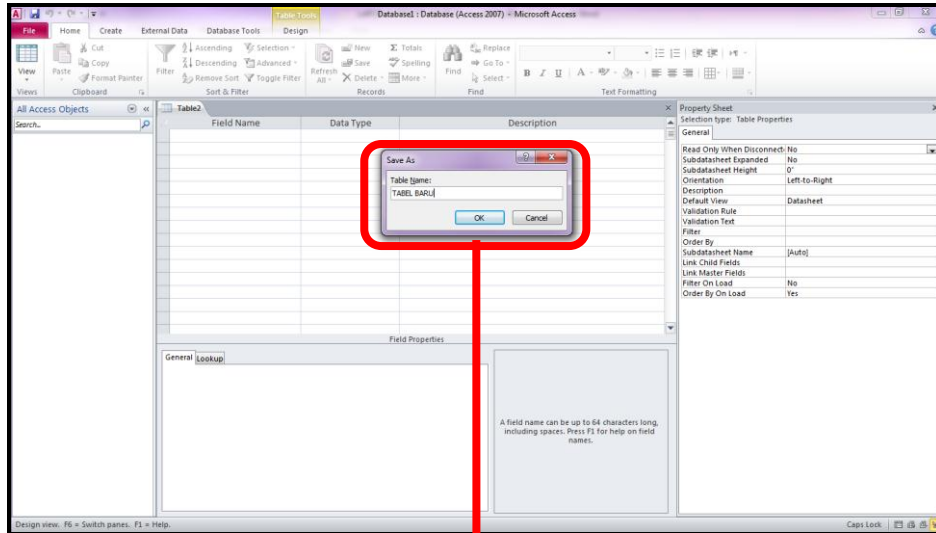 Table Tools
Database1 : Database (Access 2007) - Microsoft Access
File Home Create External Data Database Tools Design
View
Views
Paste
Cut
Copy
Format Painter
Clipboard
Filter
Ascending
Descending
Remove Sort
Selection
Advanced
Toggle Filter
Sort & Filter
Refresh All
New
Save
Delete
Totals
Spelling
More
Records
Find
Replace
Go To
Select
Find
B I U A
Text Formatting
All Access Objects
Search..
Table2
Field Name Data Type Description
Save As
Table Name:
TABEL BARU
OK Cancel
Field Properties
General Lookup
A field name can be up to 64 characters long,
including spaces. Press F1 for help on field
names.
Property Sheet
Selection type: Table Properties
General
Read Only When Disconnect No
Subdatasheet Expanded No
Subdatasheet Height 0"
Orientation Left-to-Right
Description
Default View Datasheet
Validation Rule
Validation Text
Filter
Order By
Subdatasheet Name [Auto]
Link Child Fields
Link Master Fields
Filter On Load No
Order By On Load Yes
Design view. F6 = Switch panes. F1 = Help.
Caps Lock